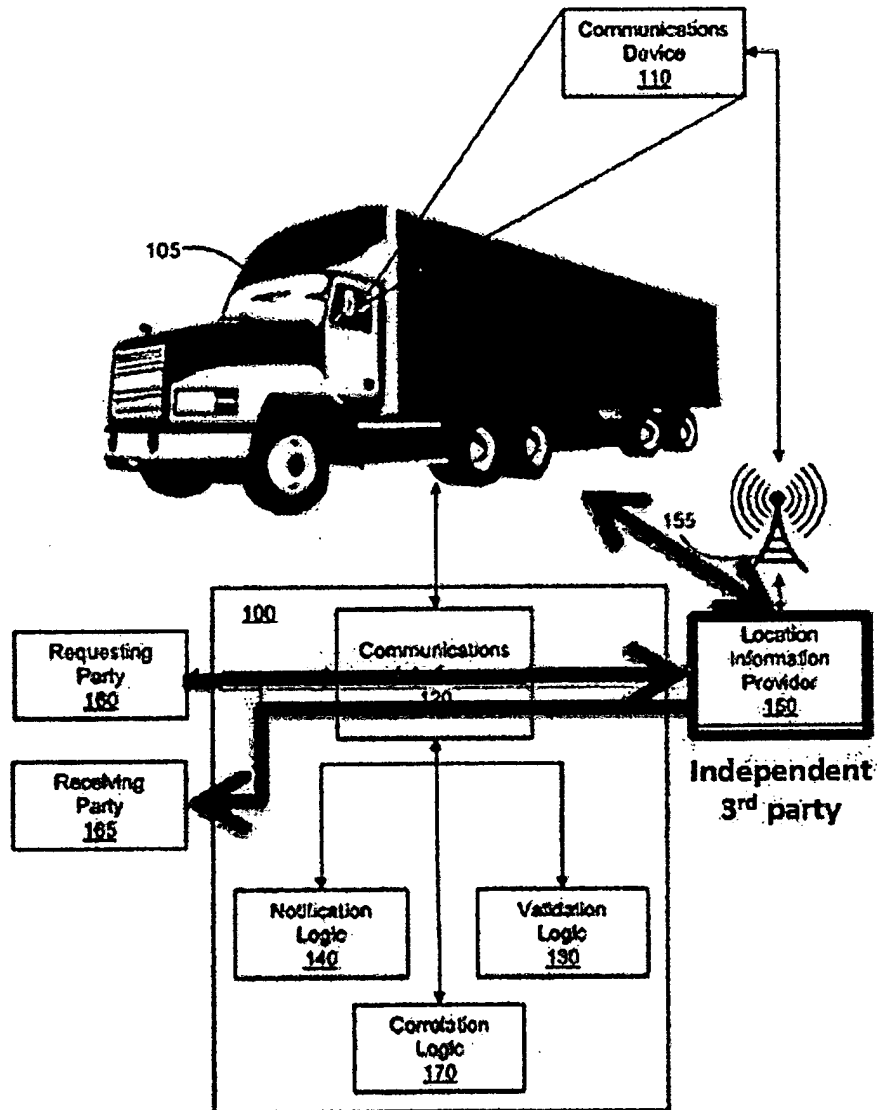 Communications
Device
110
105
155
100
Communications
120
Requesting
Party
160
Location
Information
Provider
150
Receiving
Party
165
Independent
3rd party
Notification
Logic
140
Validation
Logic
130
Correlation
Logic
170